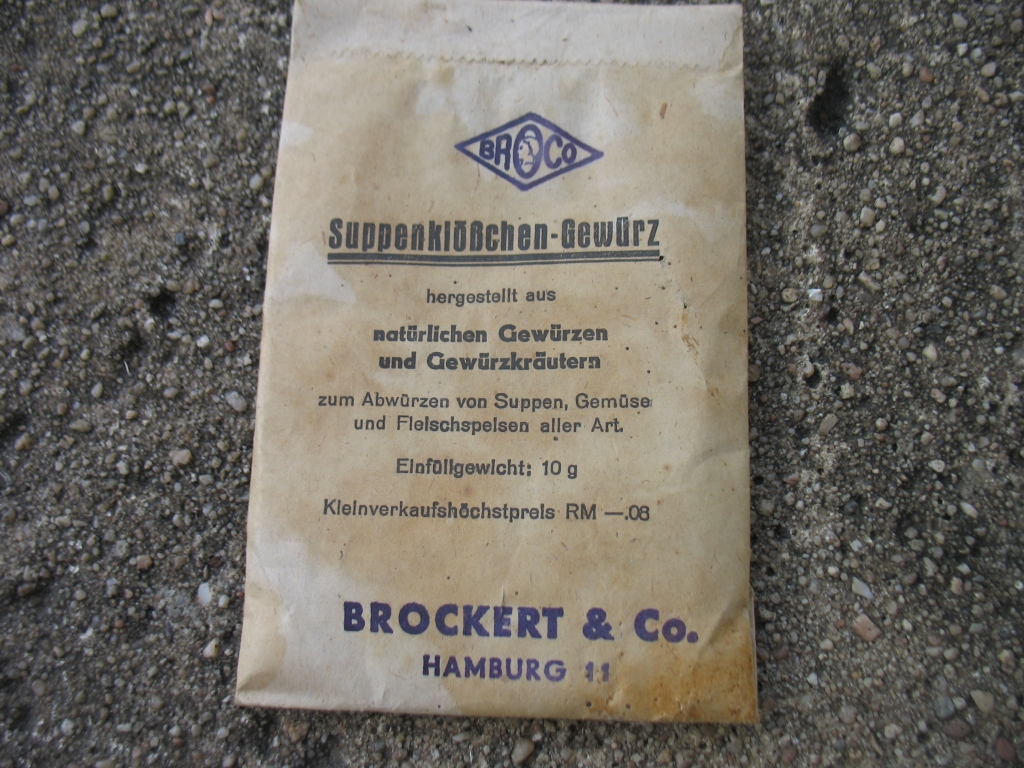 BROCO
Suppenklößchen-Gewürz
hergestellt aus
natürlichen Gewürzen
und Gewürzkräutern
zum Abwürzen von Suppen, Gemüse
und Fleischspeisen aller Art.
Einfüllgewicht: 10 g
Kleinverkaufshöchstpreis RM —.08
BROCKERT & Co.
HAMBURG 11